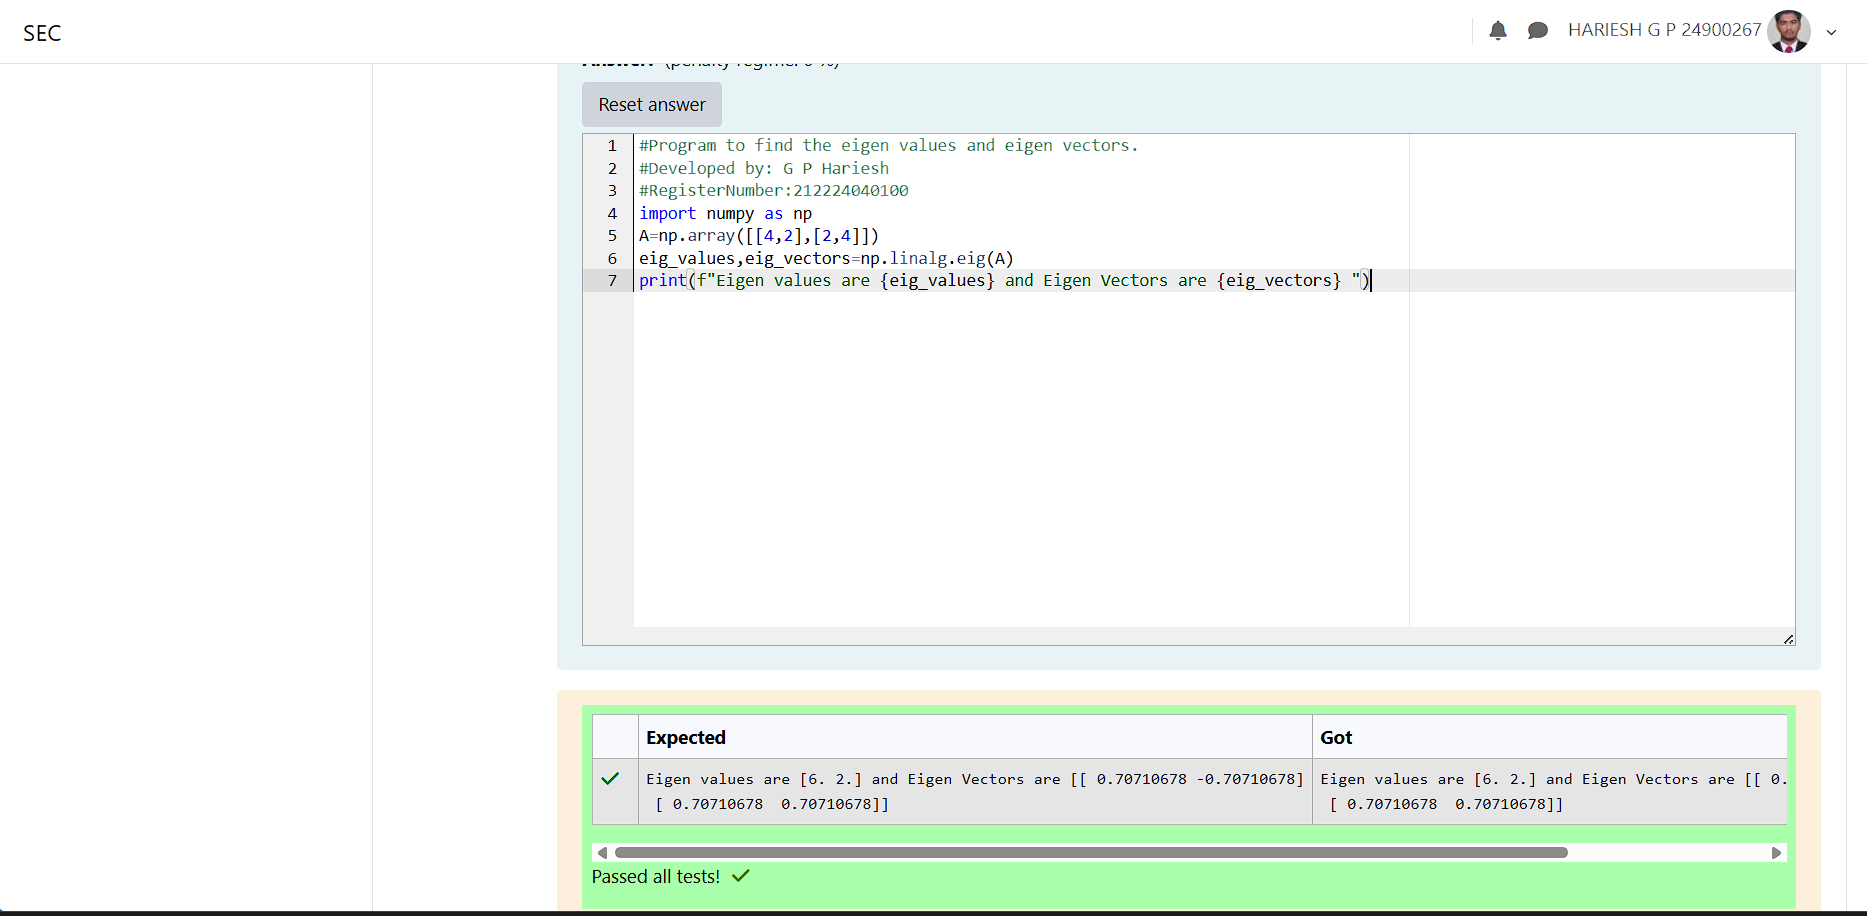 SEC
HARIESH G P 24900267
Answer: (penalty regime: 0 %)
Reset answer
1 #Program to find the eigen values and eigen vectors.
2 #Developed by: G P Hariesh
3 #RegisterNumber:212224040100
4 import numpy as np
5 A=np.array([[4,2],[2,4]])
6 eig_values,eig_vectors=np.linalg.eig(A)
7 print(f"Eigen values are {eig_values} and Eigen Vectors are {eig_vectors} ")
Expected Got
Eigen values are [6. 2.] and Eigen Vectors are [[ 0.70710678 -0.70710678] Eigen values are [6. 2.] and Eigen Vectors are [[ 0.
[ 0.70710678  0.70710678]] [ 0.70710678  0.70710678]]
Passed all tests!